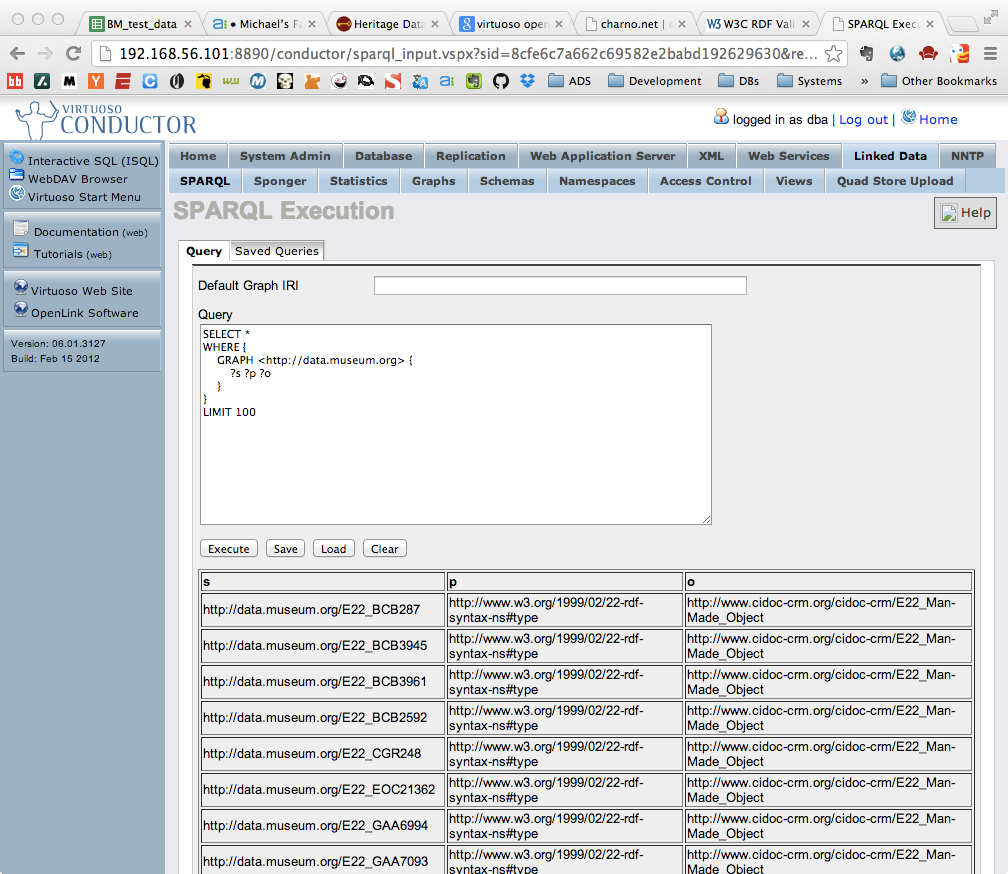 BM_test_data
Michael's Fa
Heritage Data
virtuoso open
charno.net | c
W3C RDF Vali
SPARQL Exec
192.168.56.101:8890/conductor/sparql_input.vspx?sid=8cfe6c7a662c69582e2babd192629630&re...
ADS
Development
DBs
Systems
»
Other Bookmarks
VIRTUOSO
CONDUCTOR
logged in as dba | Log out | Home
Interactive SQL (ISQL)
WebDAV Browser
Virtuoso Start Menu
Documentation (web)
Tutorials (web)
Virtuoso Web Site
OpenLink Software
Version: 06.01.3127
Build: Feb 15 2012
Home System Admin Database Replication Web Application Server XML Web Services Linked Data NNTP
SPARQL Sponger Statistics Graphs Schemas Namespaces Access Control Views Quad Store Upload
SPARQL Execution
Help
Query Saved Queries
Default Graph IRI
Query
SELECT *
WHERE {
GRAPH <http://data.museum.org> {
?s ?p ?o
}
}
LIMIT 100
Execute Save Load Clear
s p o
http://data.museum.org/E22_BCB287 http://www.w3.org/1999/02/22-rdf- http://www.cidoc-crm.org/cidoc-crm/E22_Man-
syntax-ns#type Made_Object
http://data.museum.org/E22_BCB3945 http://www.w3.org/1999/02/22-rdf- http://www.cidoc-crm.org/cidoc-crm/E22_Man-
syntax-ns#type Made_Object
http://data.museum.org/E22_BCB3961 http://www.w3.org/1999/02/22-rdf- http://www.cidoc-crm.org/cidoc-crm/E22_Man-
syntax-ns#type Made_Object
http://data.museum.org/E22_BCB2592 http://www.w3.org/1999/02/22-rdf- http://www.cidoc-crm.org/cidoc-crm/E22_Man-
syntax-ns#type Made_Object
http://data.museum.org/E22_CGR248 http://www.w3.org/1999/02/22-rdf- http://www.cidoc-crm.org/cidoc-crm/E22_Man-
syntax-ns#type Made_Object
http://data.museum.org/E22_EOC21362 http://www.w3.org/1999/02/22-rdf- http://www.cidoc-crm.org/cidoc-crm/E22_Man-
syntax-ns#type Made_Object
http://data.museum.org/E22_GAA6994 http://www.w3.org/1999/02/22-rdf- http://www.cidoc-crm.org/cidoc-crm/E22_Man-
syntax-ns#type Made_Object
http://data.museum.org/E22_GAA7093 http://www.w3.org/1999/02/22-rdf- http://www.cidoc-crm.org/cidoc-crm/E22_Man-
syntax-ns#type Made_Object